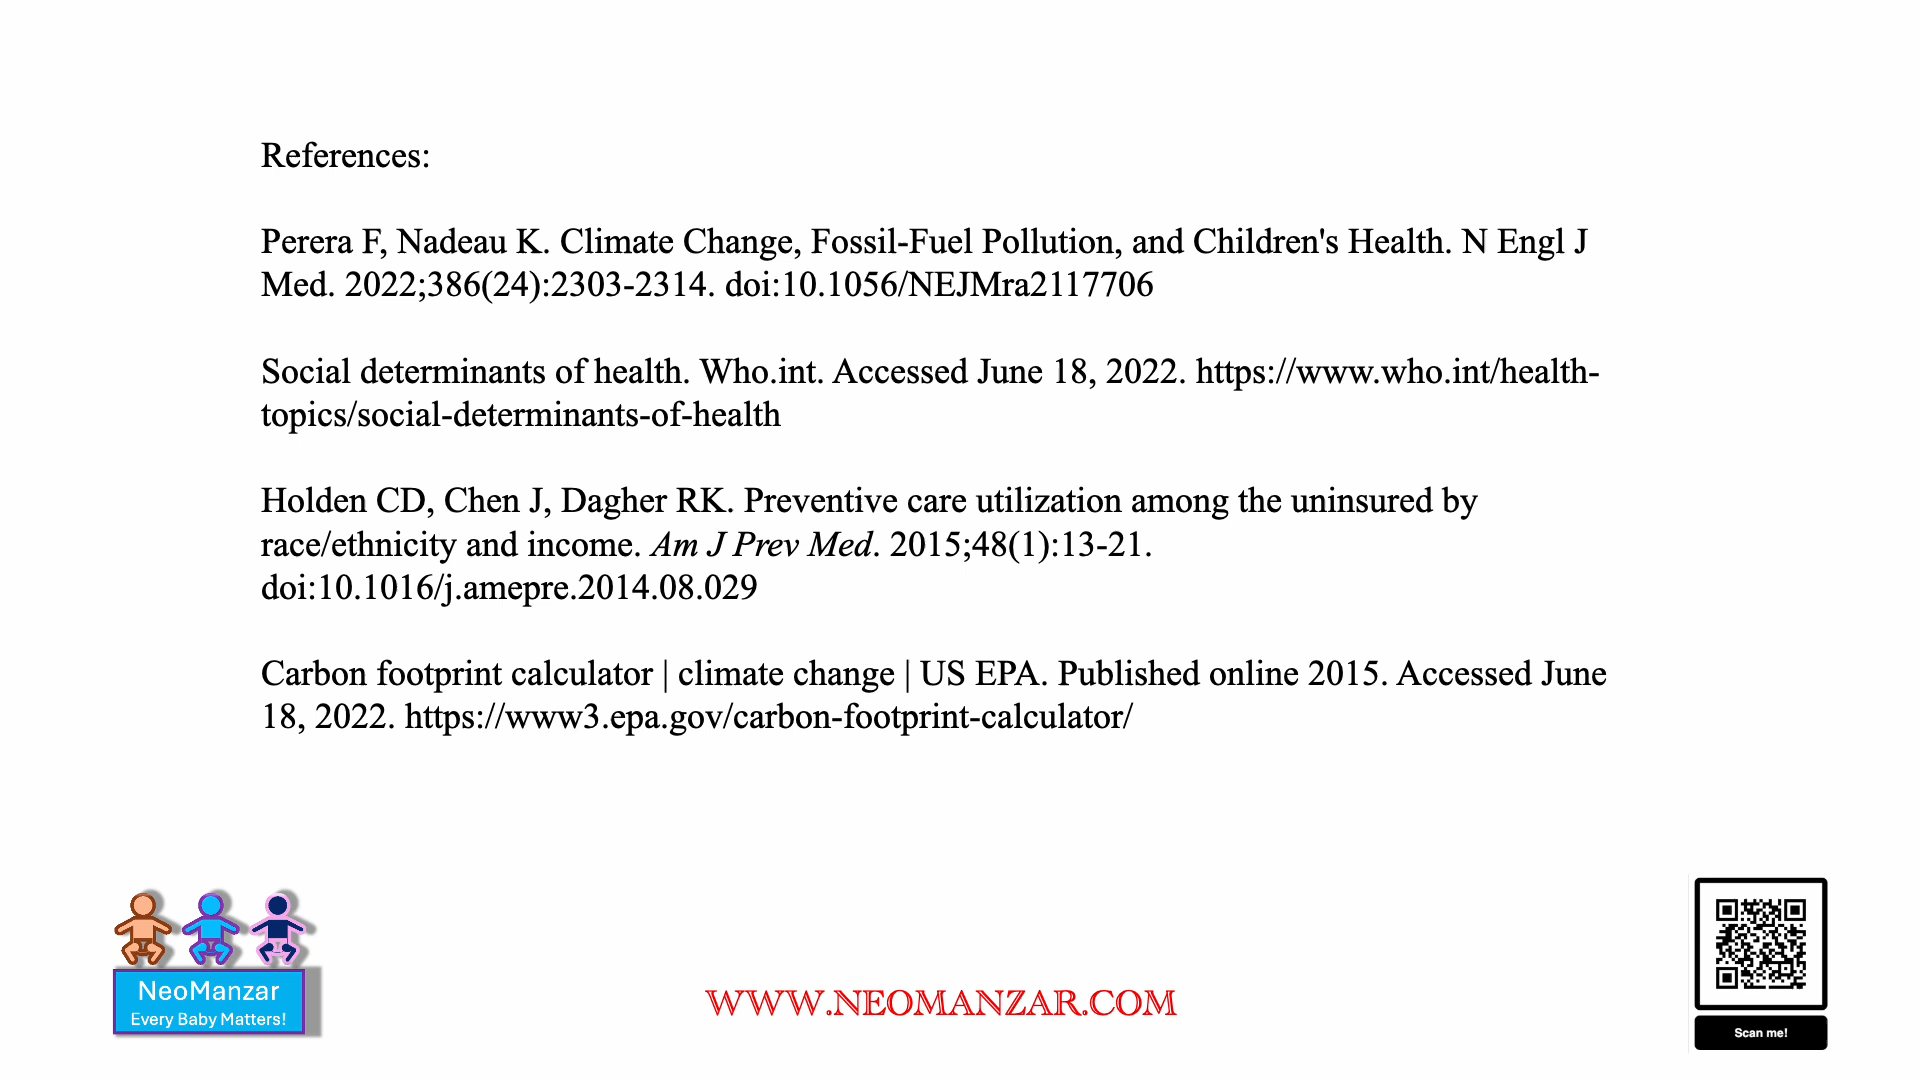 References:
Perera F, Nadeau K. Climate Change, Fossil-Fuel Pollution, and Children's Health. N Engl J
Med. 2022;386(24):2303-2314. doi:10.1056/NEJMra2117706
Social determinants of health. Who.int. Accessed June 18, 2022. https://www.who.int/health-
topics/social-determinants-of-health
Holden CD, Chen J, Dagher RK. Preventive care utilization among the uninsured by
race/ethnicity and income. Am J Prev Med. 2015;48(1):13-21.
doi:10.1016/j.amepre.2014.08.029
Carbon footprint calculator | climate change | US EPA. Published online 2015. Accessed June
18, 2022. https://www3.epa.gov/carbon-footprint-calculator/
NeoManzar
Every Baby Matters!
WWW.NEOMANZAR.COM
Scan me!